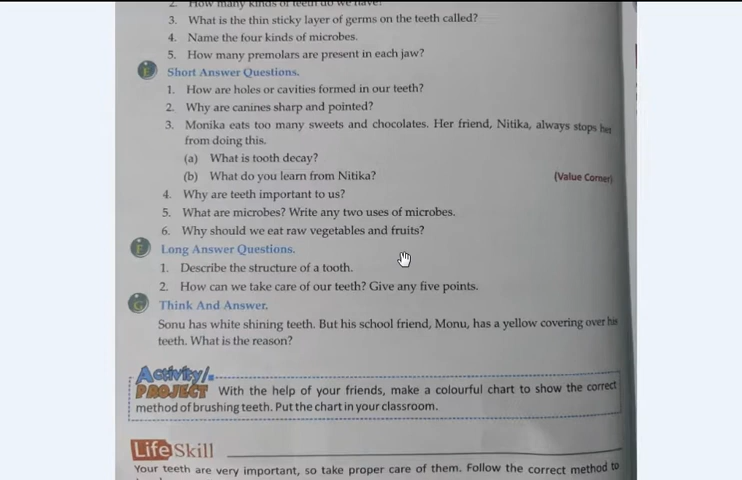 2. How many kinds of teeth do we have?
3. What is the thin sticky layer of germs on the teeth called?
4. Name the four kinds of microbes.
5. How many premolars are present in each jaw?
E Short Answer Questions.
1. How are holes or cavities formed in our teeth?
2. Why are canines sharp and pointed?
3. Monika eats too many sweets and chocolates. Her friend, Nitika, always stops her
from doing this.
(a) What is tooth decay?
(b) What do you learn from Nitika? (Value Corner)
4. Why are teeth important to us?
5. What are microbes? Write any two uses of microbes.
6. Why should we eat raw vegetables and fruits?
F Long Answer Questions.
1. Describe the structure of a tooth.
2. How can we take care of our teeth? Give any five points.
G Think And Answer.
Sonu has white shining teeth. But his school friend, Monu, has a yellow covering over his
teeth. What is the reason?
Activity/
PROJECT With the help of your friends, make a colourful chart to show the correct
method of brushing teeth. Put the chart in your classroom.
Life Skill
Your teeth are very important, so take proper care of them. Follow the correct method to